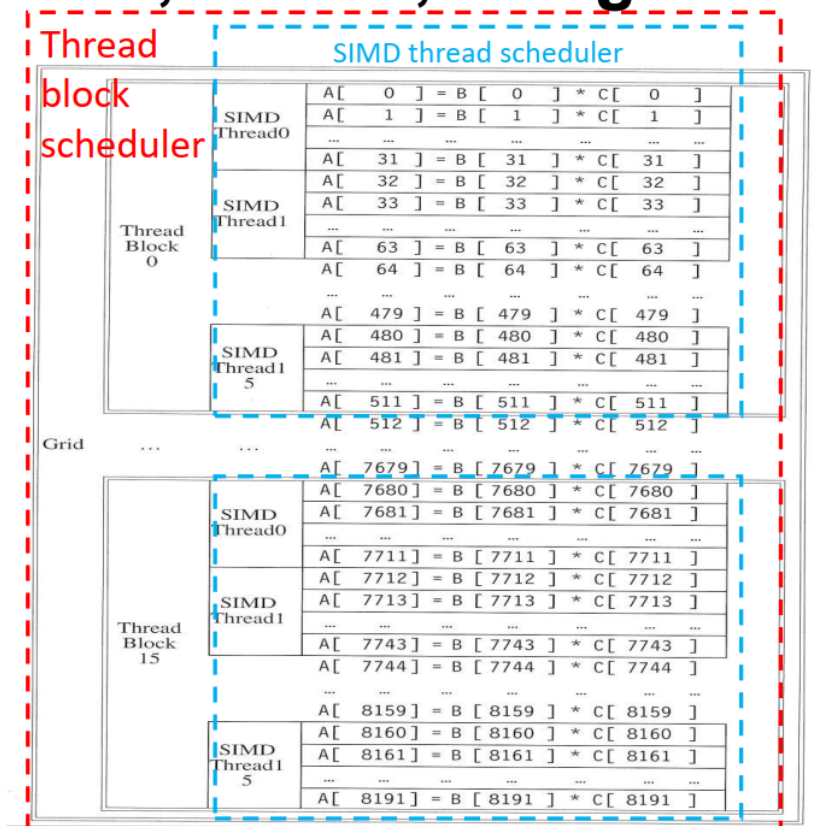 Thread block scheduler
SIMD thread scheduler
A[ 0 ] = B [ 0 ] * C[ 0 ]
SIMD Thread0
A[ 1 ] = B [ 1 ] * C[ 1 ]
... ... ... ... ... ... ...
A[ 31 ] = B [ 31 ] * C[ 31 ]
A[ 32 ] = B [ 32 ] * C[ 32 ]
SIMD Thread1
A[ 33 ] = B [ 33 ] * C[ 33 ]
... ... ... ... ... ...
Thread Block 0
A[ 63 ] = B [ 63 ] * C[ 63 ]
A[ 64 ] = B [ 64 ] * C[ 64 ]
... ... ... ... ... ...
A[ 479 ] = B [ 479 ] * C[ 479 ]
A[ 480 ] = B [ 480 ] * C[ 480 ]
SIMD Thread1 5
A[ 481 ] = B [ 481 ] * C[ 481 ]
... ... ... ... ... ...
A[ 511 ] = B [ 511 ] * C[ 511 ]
A[ 512 ] = B [ 512 ] * C[ 512 ]
Grid ... ... ... ... ... ... ... ...
A[ 7679 ] = B [ 7679 ] * C[ 7679 ]
A[ 7680 ] = B [ 7680 ] * C[ 7680 ]
SIMD Thread0
A[ 7681 ] = B [ 7681 ] * C[ 7681 ]
... ... ... ... ... ...
A[ 7711 ] = B [ 7711 ] * C[ 7711 ]
A[ 7712 ] = B [ 7712 ] * C[ 7712 ]
SIMD Thread1
A[ 7713 ] = B [ 7713 ] * C[ 7713 ]
... ... ... ... ... ...
Thread Block 15
A[ 7743 ] = B [ 7743 ] * C[ 7743 ]
A[ 7744 ] = B [ 7744 ] * C[ 7744 ]
... ... ... ... ... ...
A[ 8159 ] = B [ 8159 ] * C[ 8159 ]
A[ 8160 ] = B [ 8160 ] * C[ 8160 ]
SIMD Thread1 5
A[ 8161 ] = B [ 8161 ] * C[ 8161 ]
... ... ... ... ... ...
A[ 8191 ] = B [ 8191 ] * C[ 8191 ]